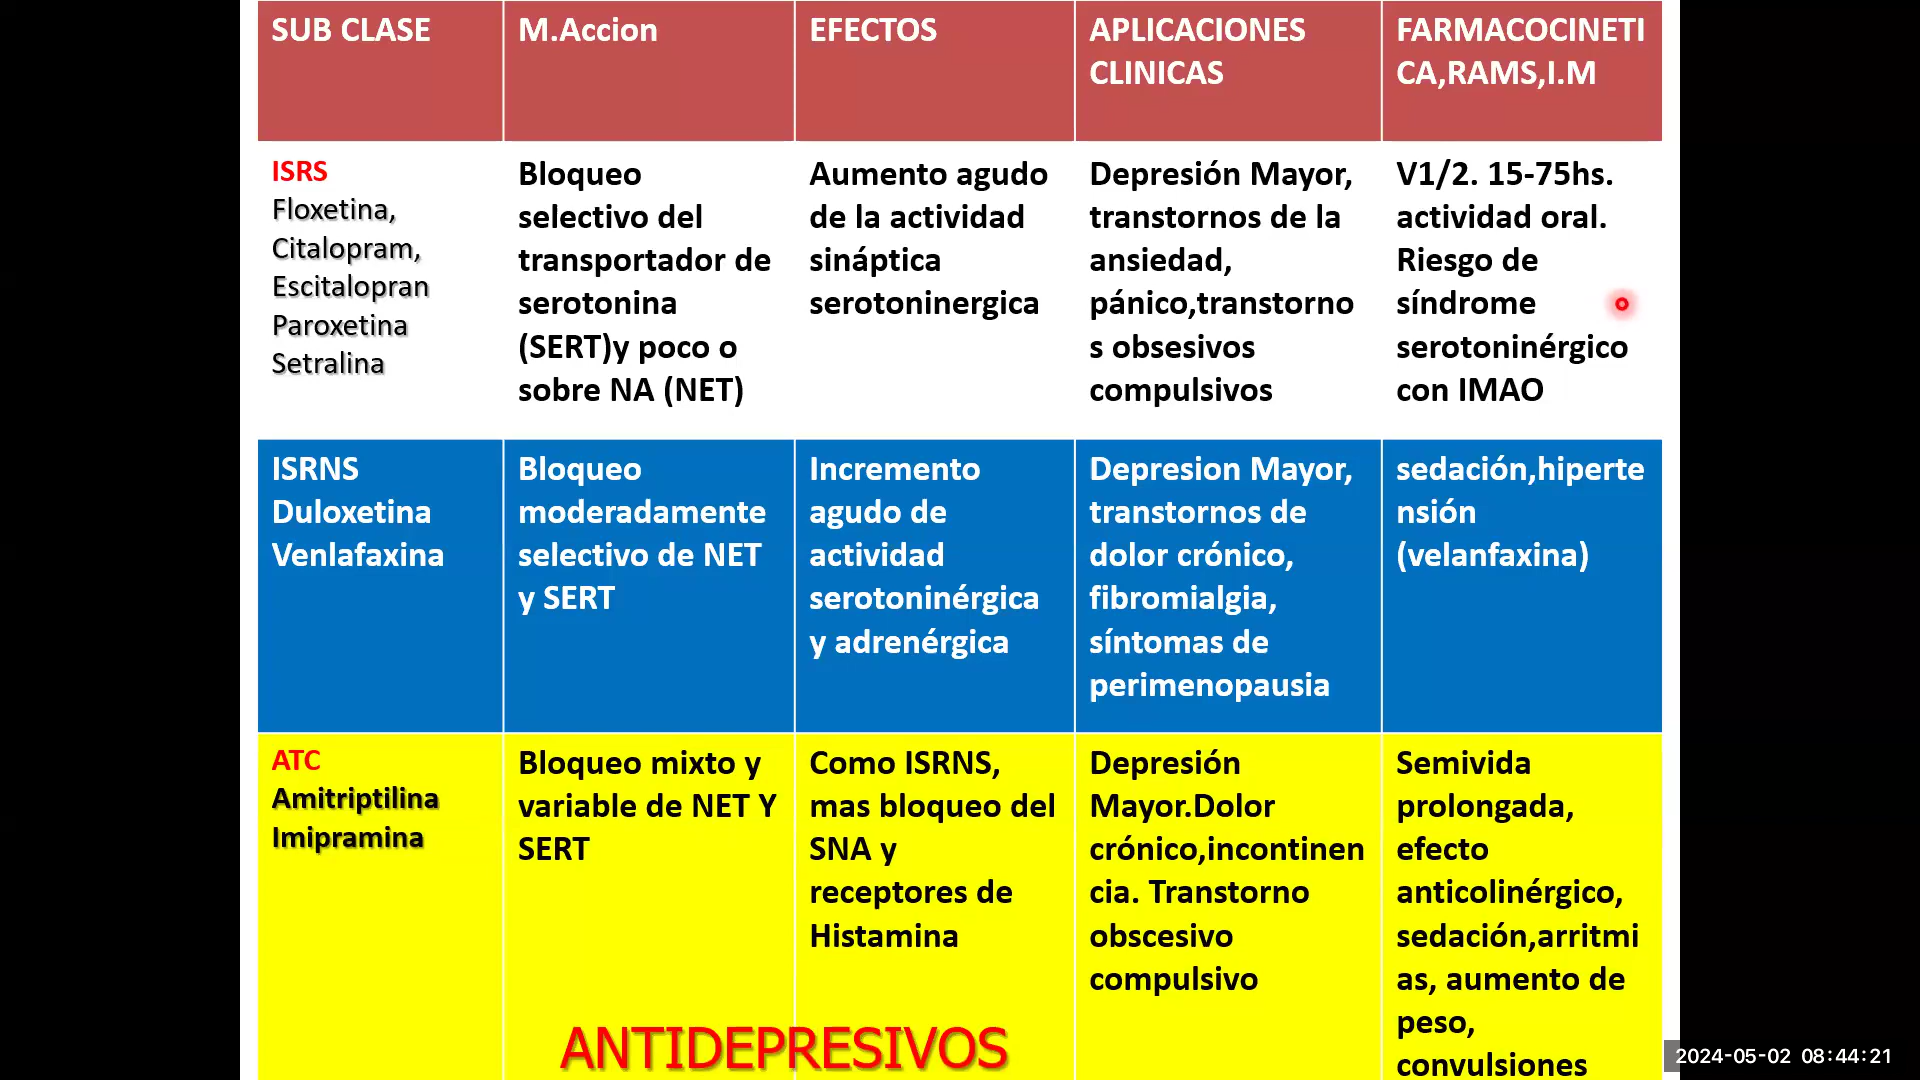 SUB CLASE
M.Accion
EFECTOS
APLICACIONES
CLINICAS
FARMACOCINETI
CA,RAMS,I.M
ISRS
Floxetina,
Citalopram,
Escitalopran
Paroxetina
Setralina
Bloqueo
selectivo del
transportador de
serotonina
(SERT)y poco o
sobre NA (NET)
Aumento agudo
de la actividad
sináptica
serotoninergica
Depresión Mayor,
transtornos de la
ansiedad,
pánico,transtorno
s obsesivos
compulsivos
V1/2. 15-75hs.
actividad oral.
Riesgo de
síndrome
serotoninérgico
con IMAO
ISRNS
Duloxetina
Venlafaxina
Bloqueo
moderadamente
selectivo de NET
y SERT
Incremento
agudo de
actividad
serotoninérgica
y adrenérgica
Depresion Mayor,
transtornos de
dolor crónico,
fibromialgia,
síntomas de
perimenopausia
sedación,hiperte
nsión
(velanfaxina)
ATC
Amitriptilina
Imipramina
Bloqueo mixto y
variable de NET Y
SERT
Como ISRNS,
mas bloqueo del
SNA y
receptores de
Histamina
Depresión
Mayor.Dolor
crónico,incontinen
cia. Transtorno
obscesivo
compulsivo
Semivida
prolongada,
efecto
anticolinérgico,
sedación,arritmi
as, aumento de
peso,
convulsiones
ANTIDEPRESIVOS
2024-05-02 08:44:21